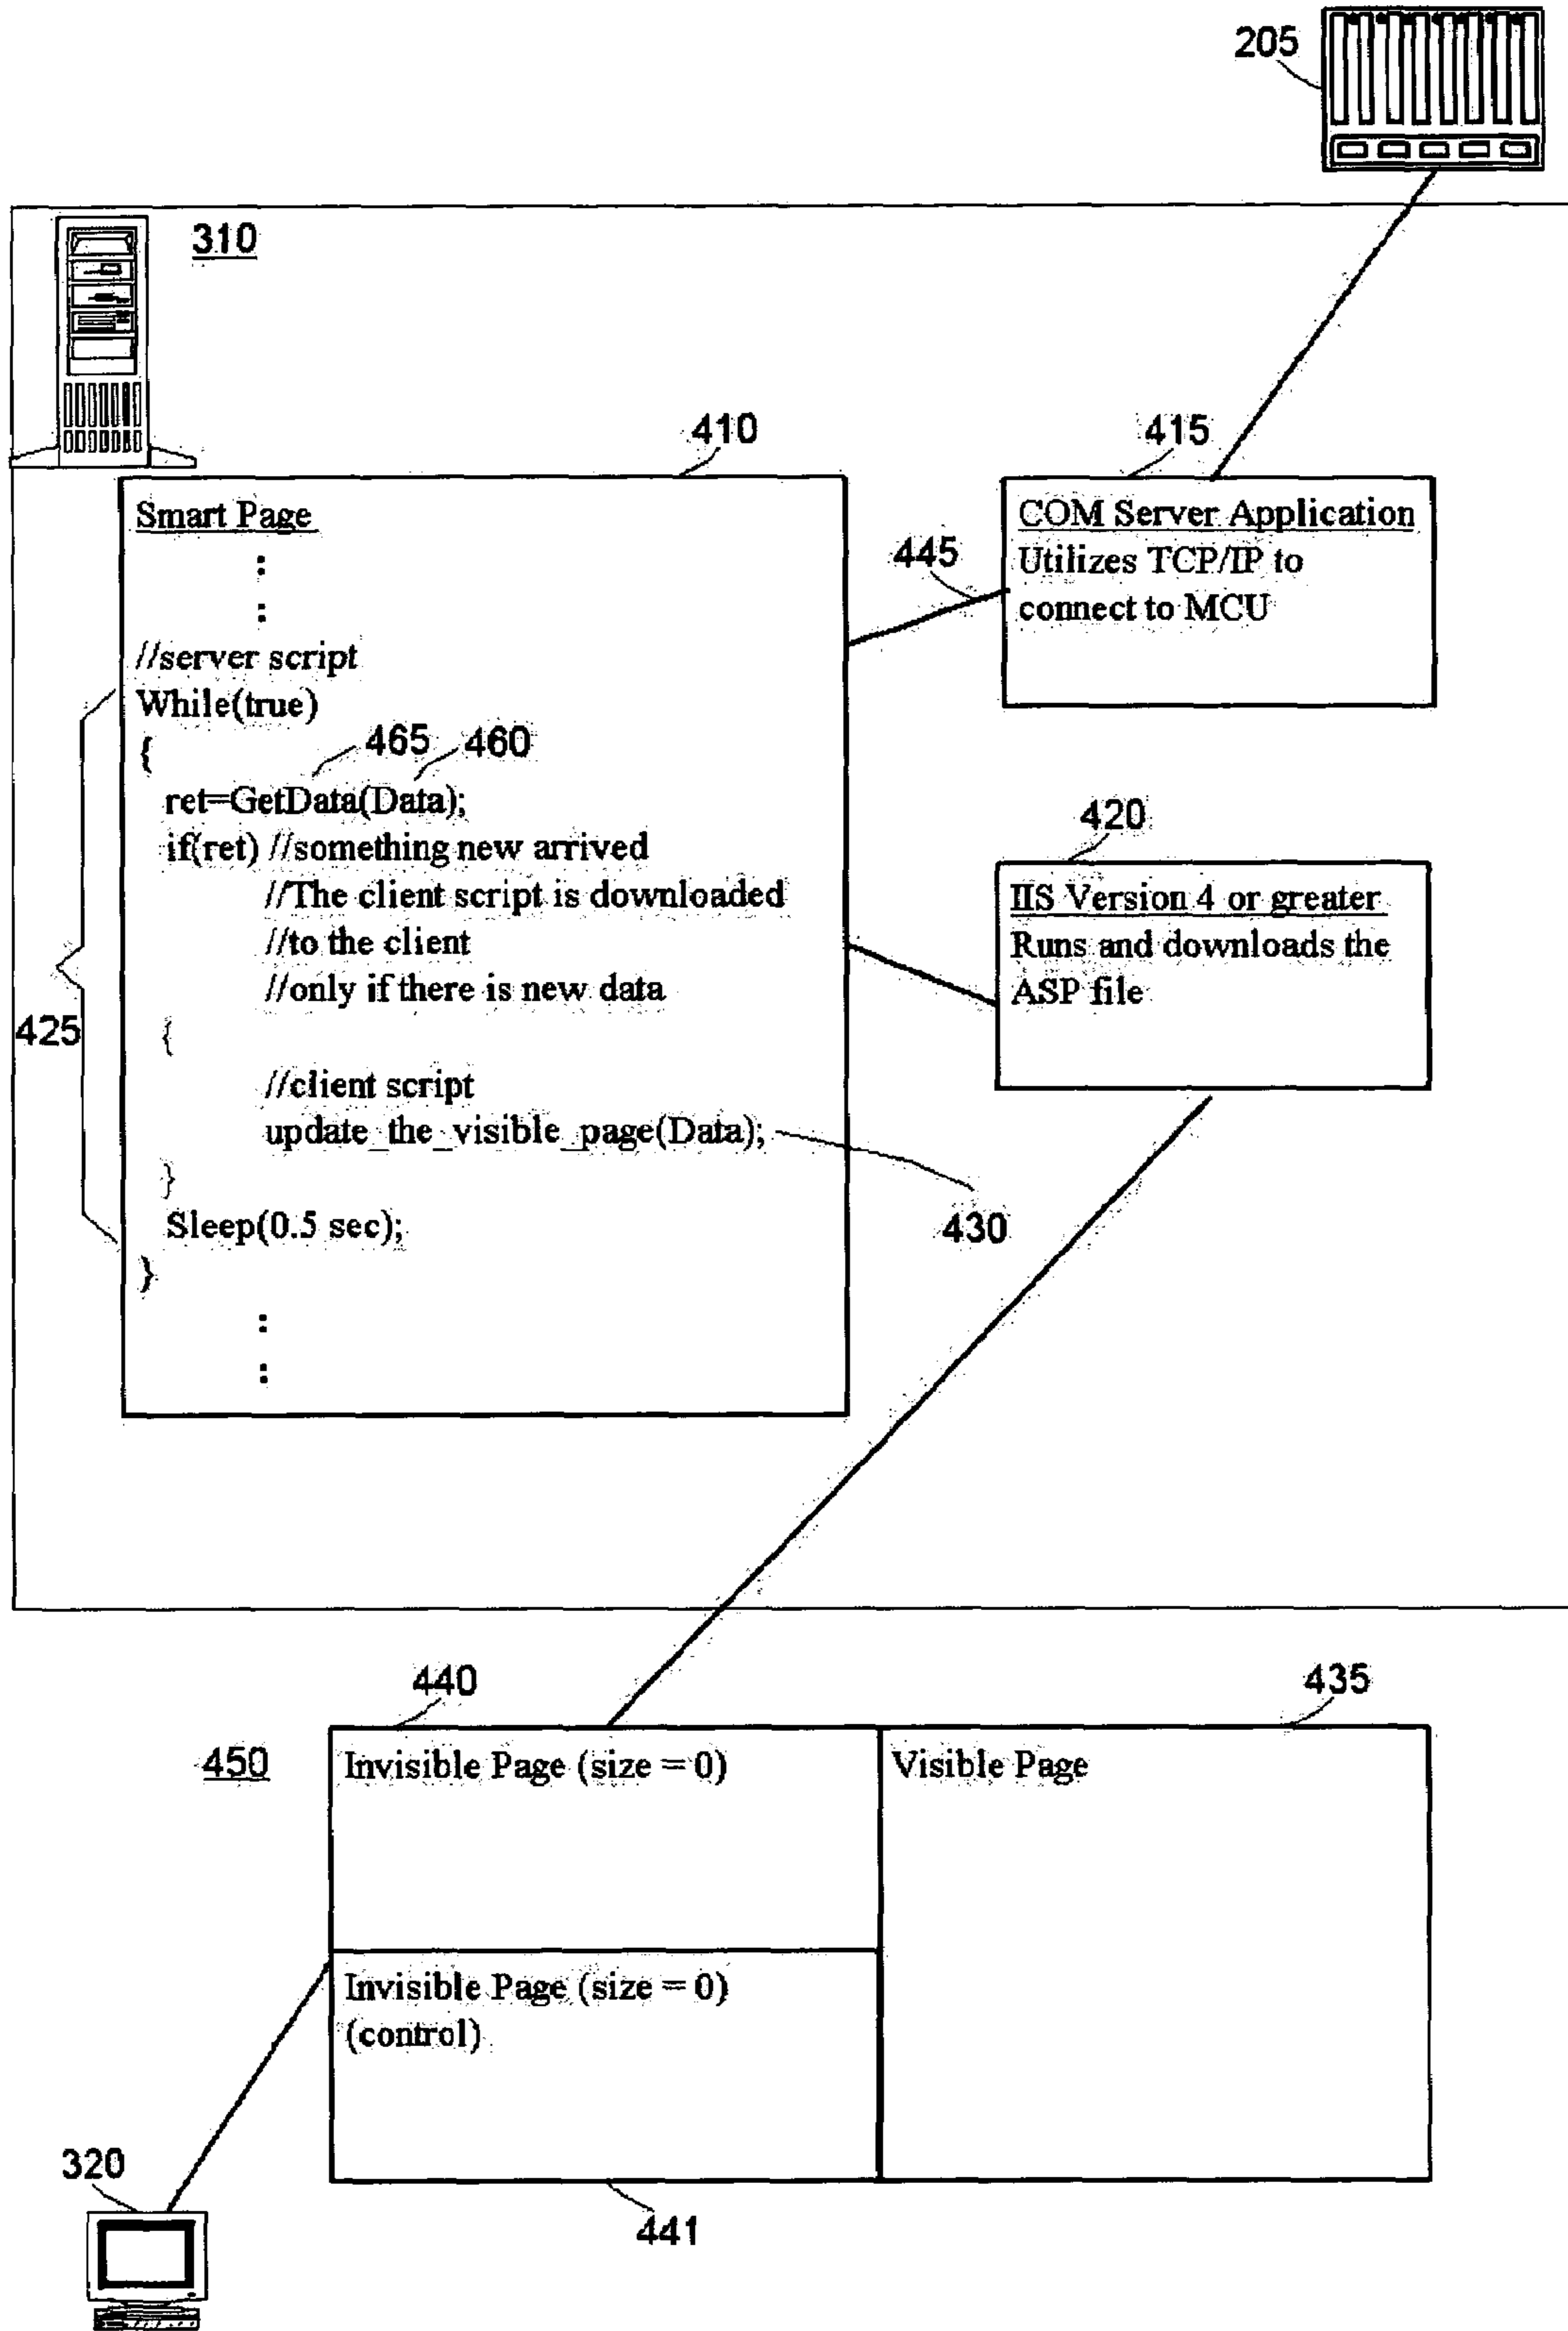 205
310
410
Smart Page
:
:
//server script
While(true)
{
465 460
ret=GetData(Data);
if(ret) //something new arrived
//The client script is downloaded
//to the client
//only if there is new data
{
//client script
update_the_visible_page(Data);
}
Sleep(0.5 sec);
}
:
:
425
430
445
415
COM Server Application
Utilizes TCP/IP to
connect to MCU
420
IIS Version 4 or greater
Runs and downloads the
ASP file
450
440
Invisible Page (size = 0)
435
Visible Page
Invisible Page (size = 0)
(control)
441
320